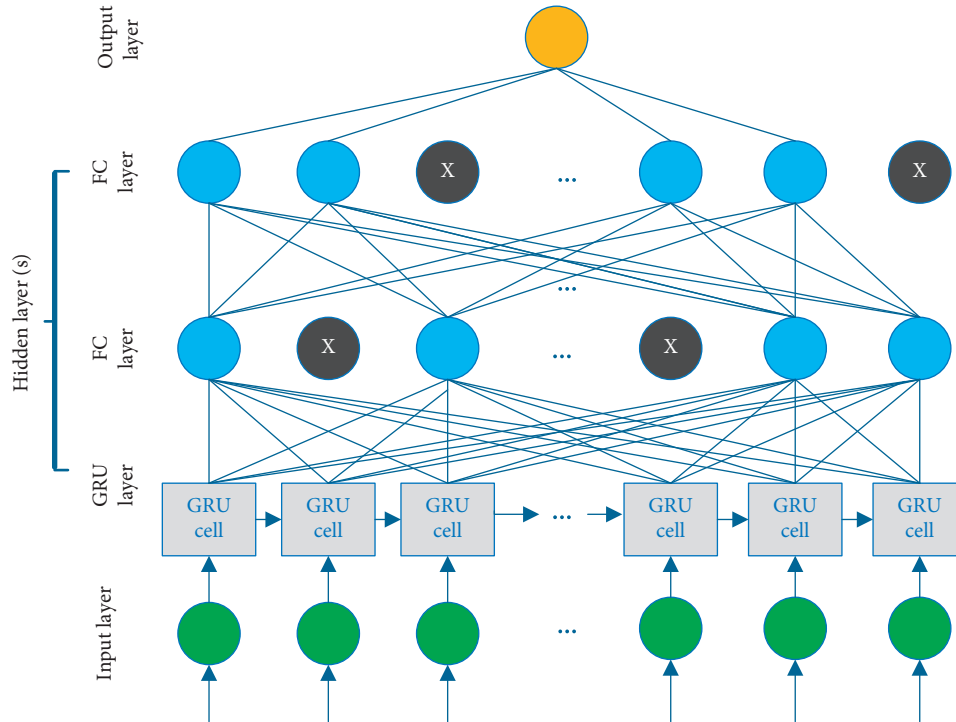 Output
layer
FC
layer
X
...
X
Hidden layer (s)
...
FC
layer
X
...
X
GRU
layer
GRU
cell
GRU
cell
GRU
cell
...
GRU
cell
GRU
cell
GRU
cell
Input layer
...